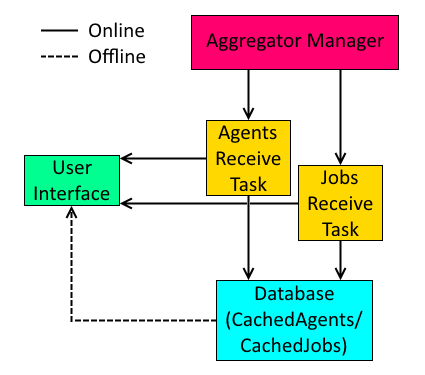 Online
Offline
Aggregator Manager
Agents
Receive
Task
User
Interface
Jobs
Receive
Task
Database
(CachedAgents/
CachedJobs)